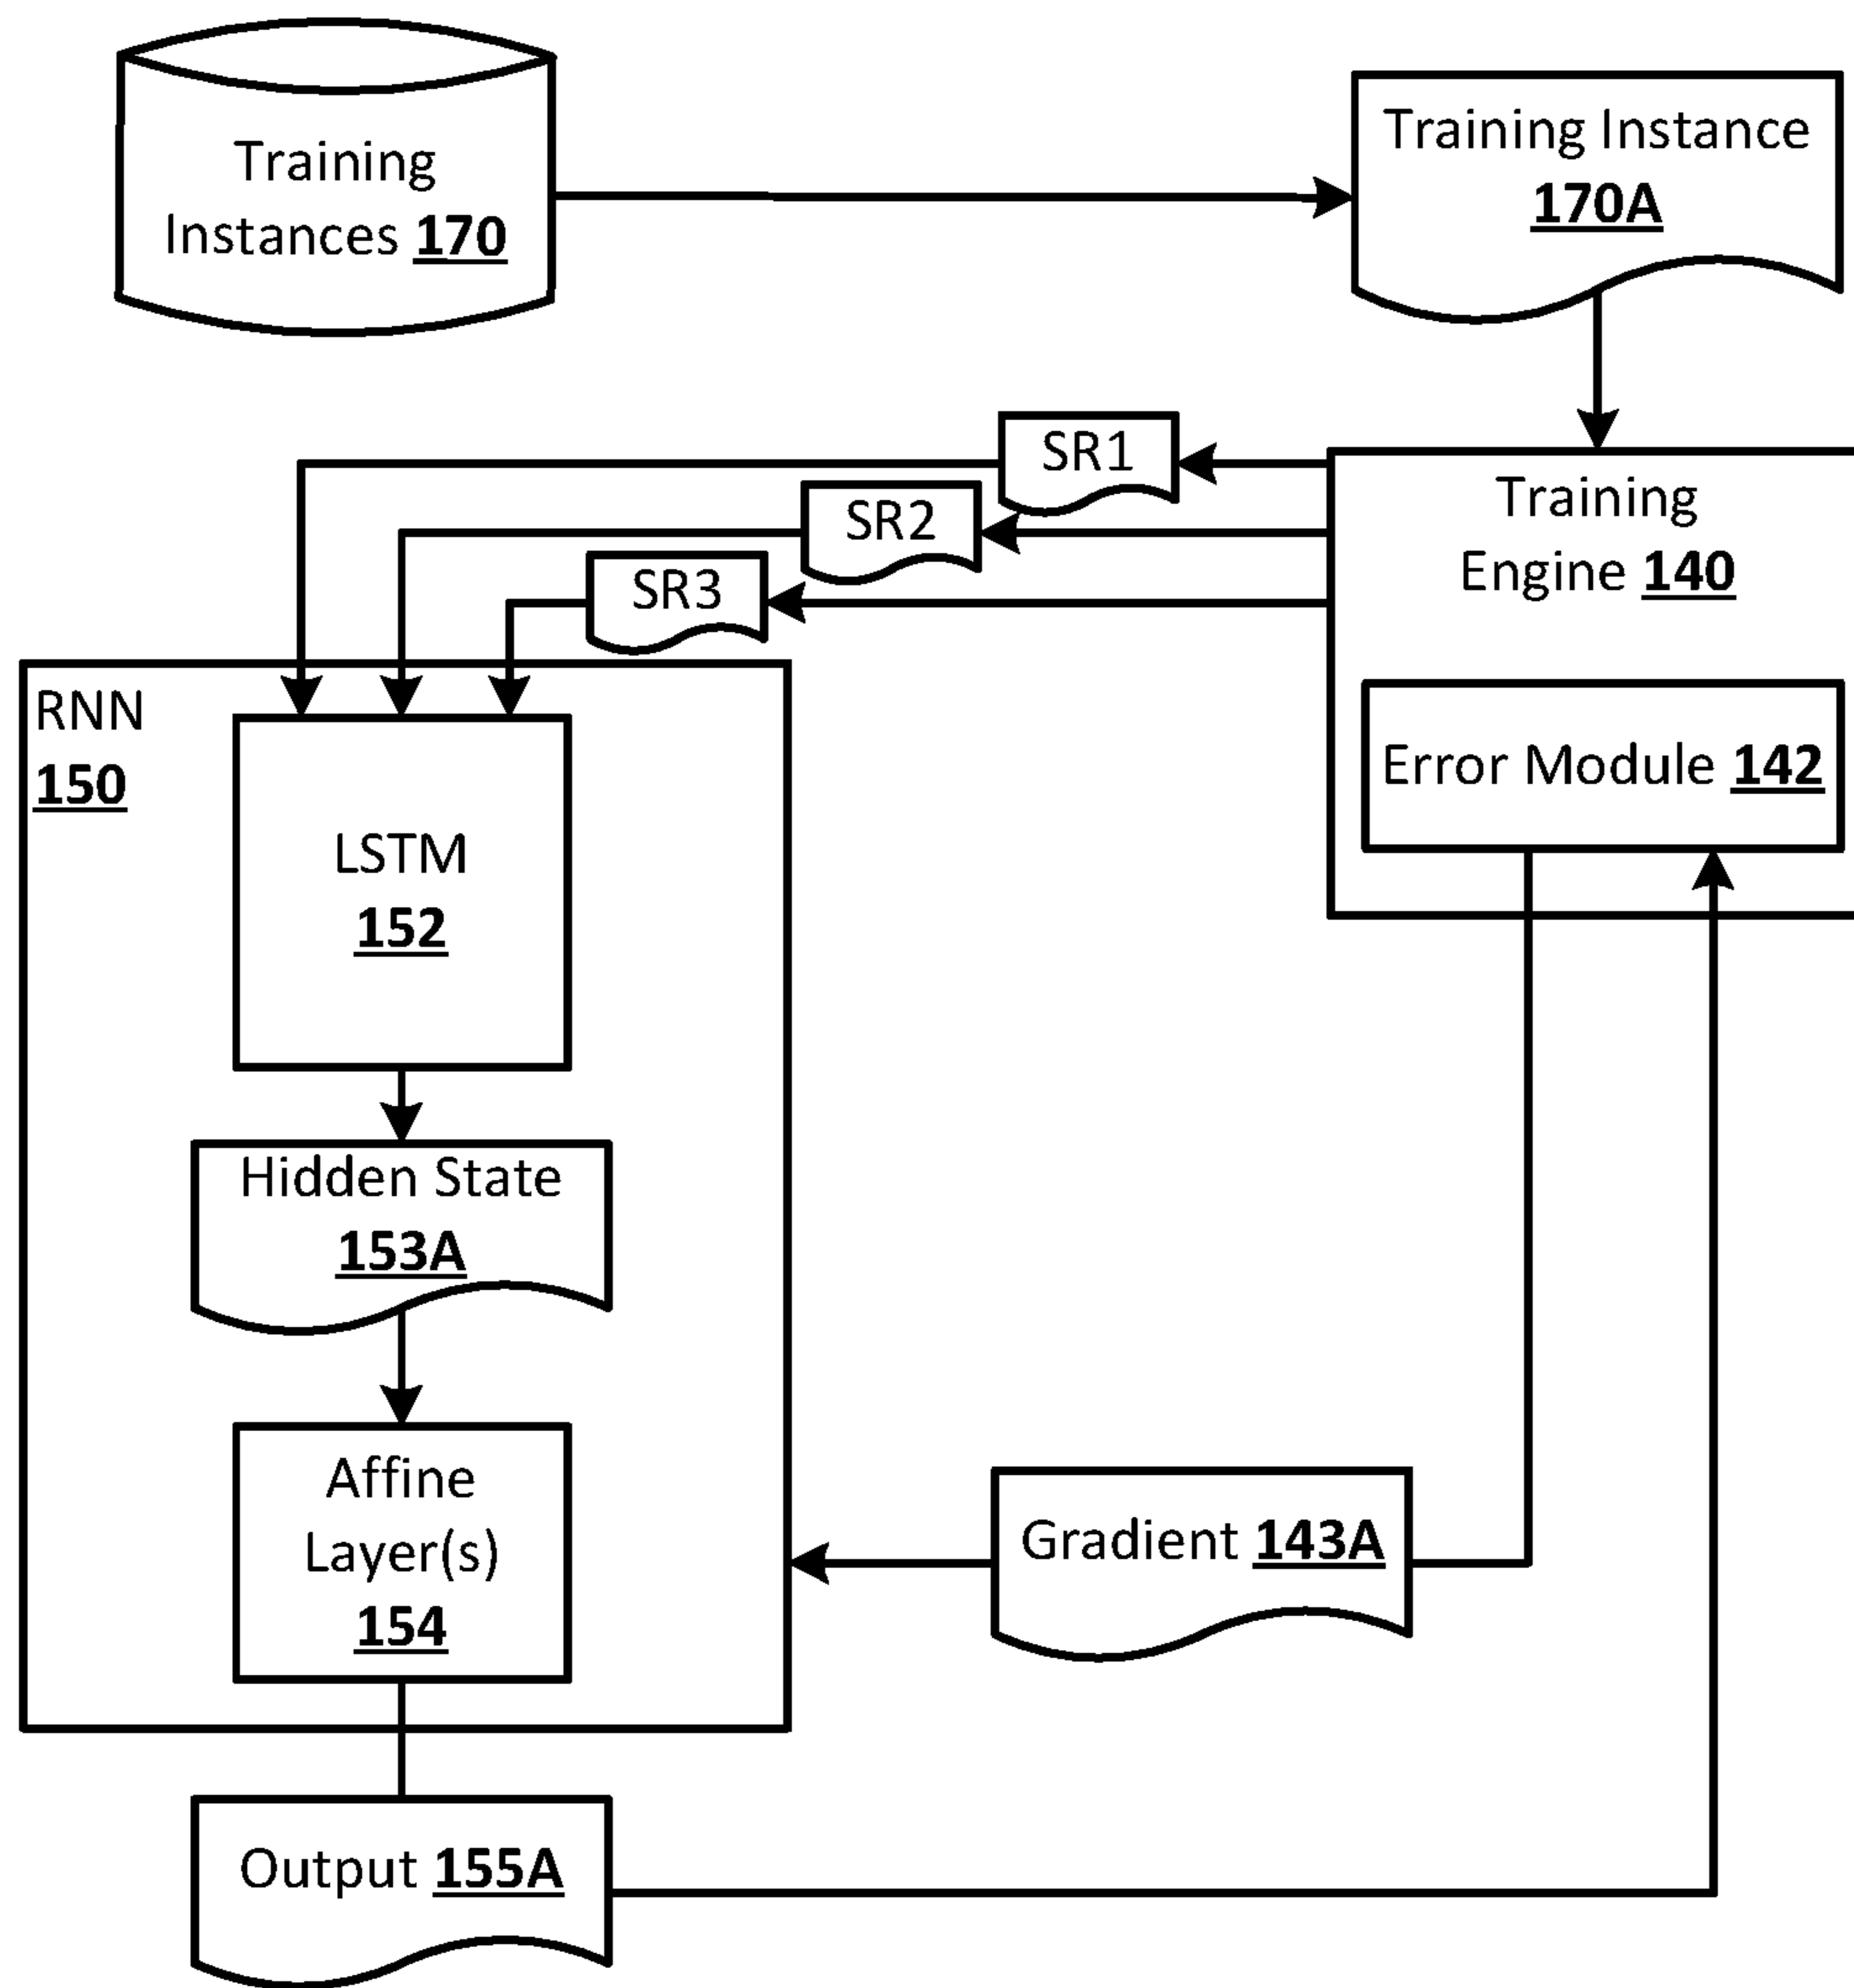 Training
Instances 170
Training Instance
170A
SR1
SR2
SR3
Training
Engine 140
Error Module 142
RNN
150
LSTM
152
Hidden State
153A
Affine
Layer(s)
154
Gradient 143A
Output 155A